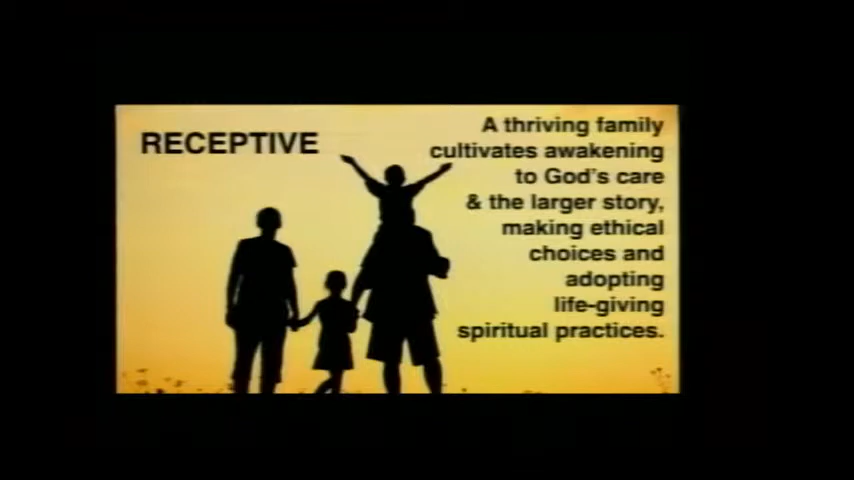 RECEPTIVE
A thriving family
cultivates awakening
to God's care
& the larger story,
making ethical
choices and
adopting
life-giving
spiritual practices.